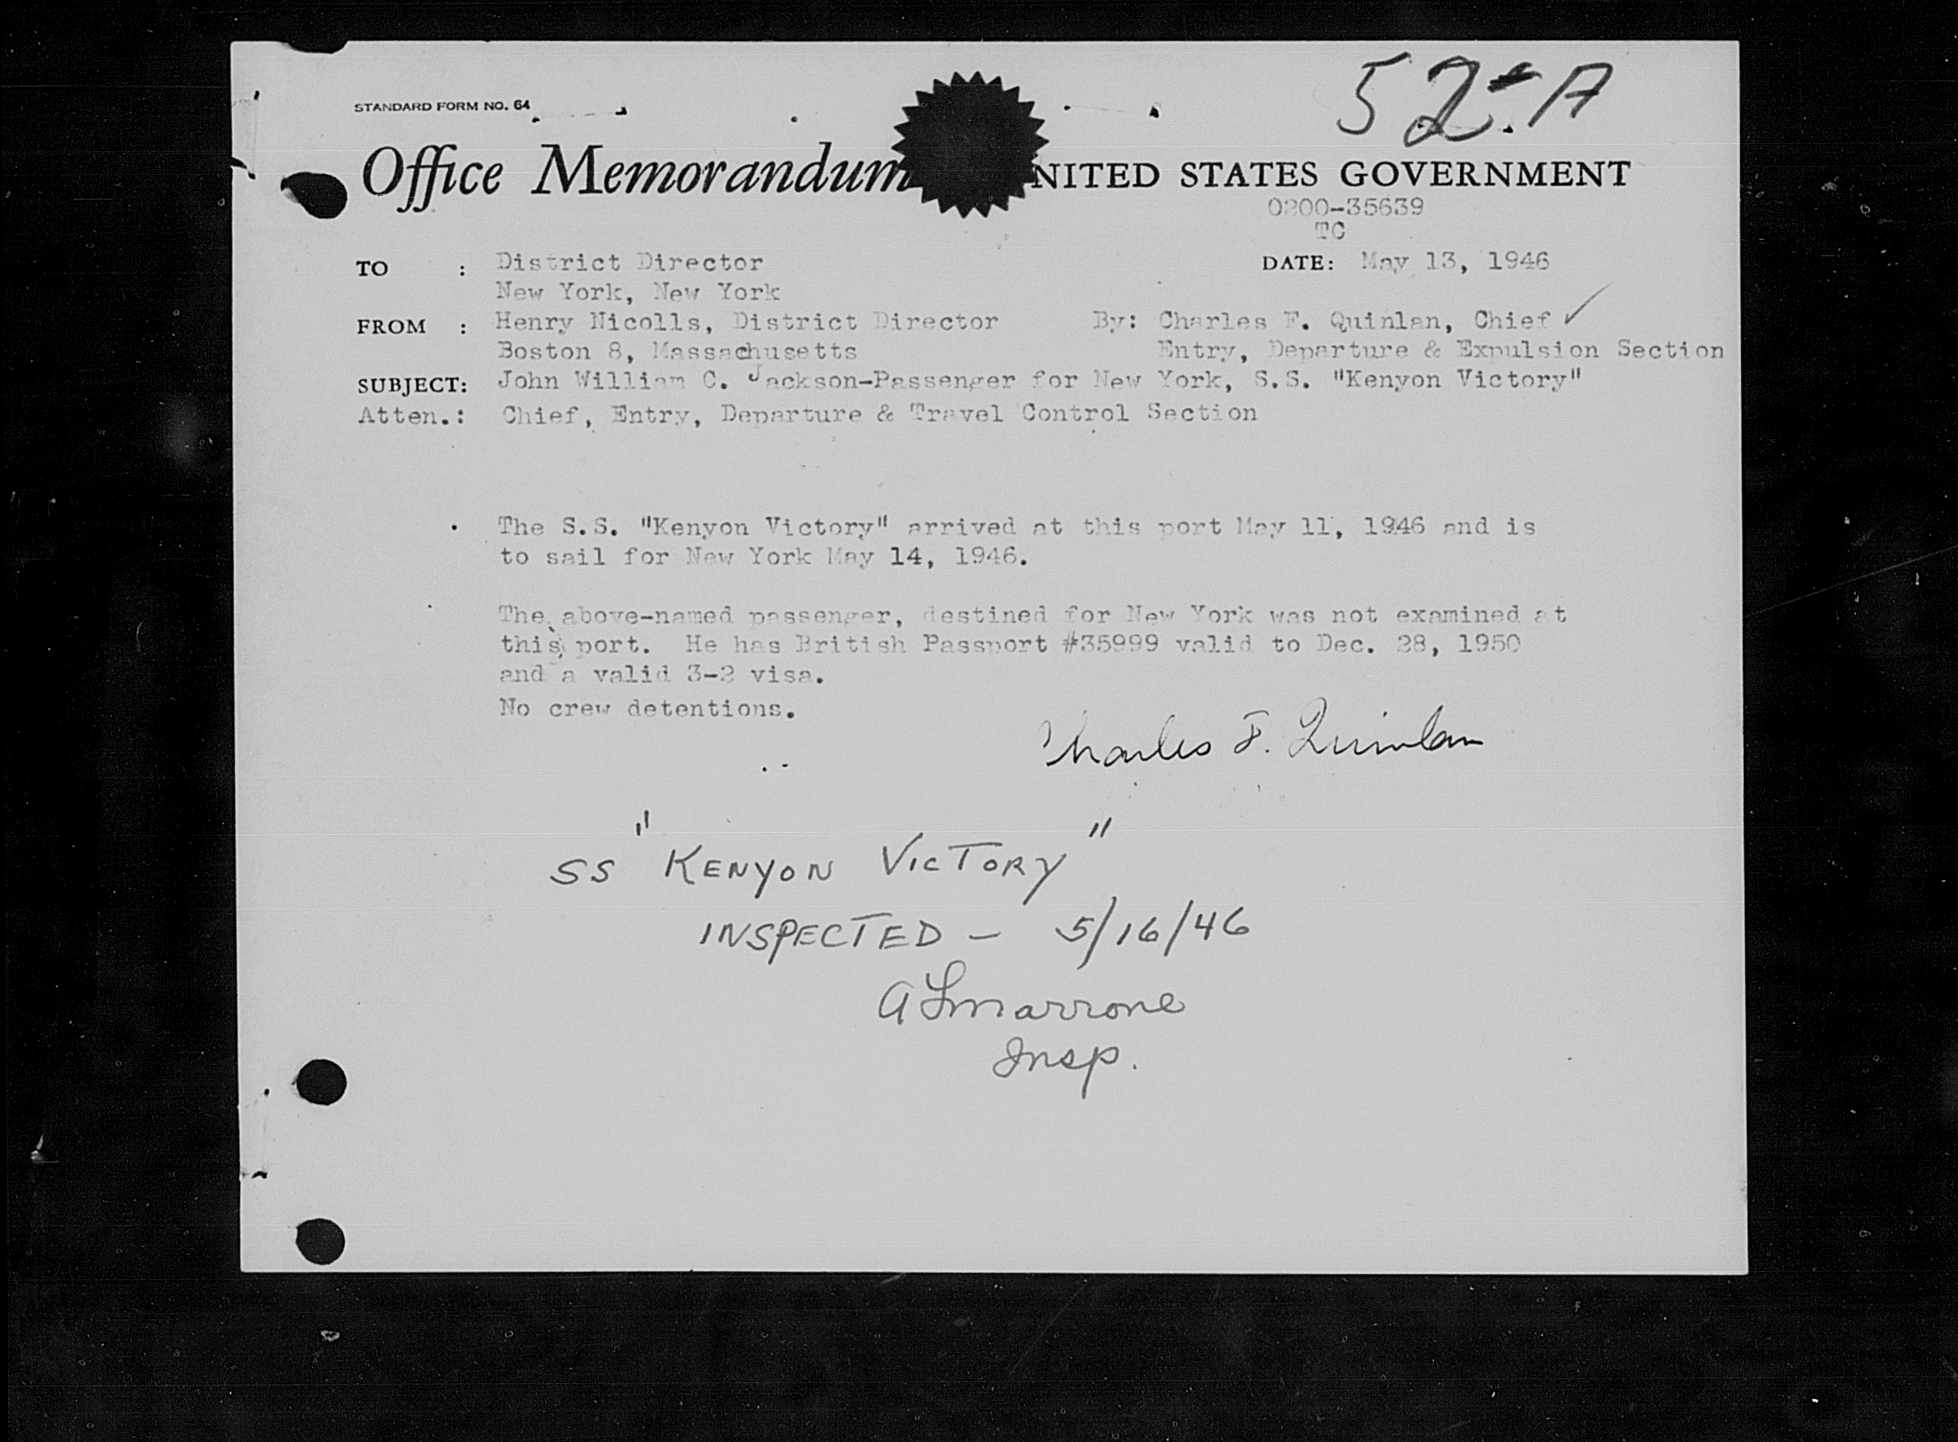 52-A
STANDARD FORM NO. 64
Office Memorandum
NITED STATES GOVERNMENT
0200-35639
TC
TO : District Director
New York, New York
DATE: May 13, 1946
FROM : Henry Nicolls, District Director By: Charles F. Quinlan, Chief ✓
Boston 8, Massachusetts Entry, Departure & Expulsion Section
SUBJECT: John William C. Jackson-Passenger for New York, S.S. "Kenyon Victory"
Atten.: Chief, Entry, Departure & Travel Control Section
The S.S. "Kenyon Victory" arrived at this port May 11, 1946 and is
to sail for New York May 14, 1946.
The above-named passenger, destined for New York was not examined at
this port. He has British Passport #35999 valid to Dec. 28, 1950
and a valid 3-2 visa.
No crew detentions.
Charles F. Quinlan
SS "KENYON VICTORY"
INSPECTED - 5/16/46
Insp.